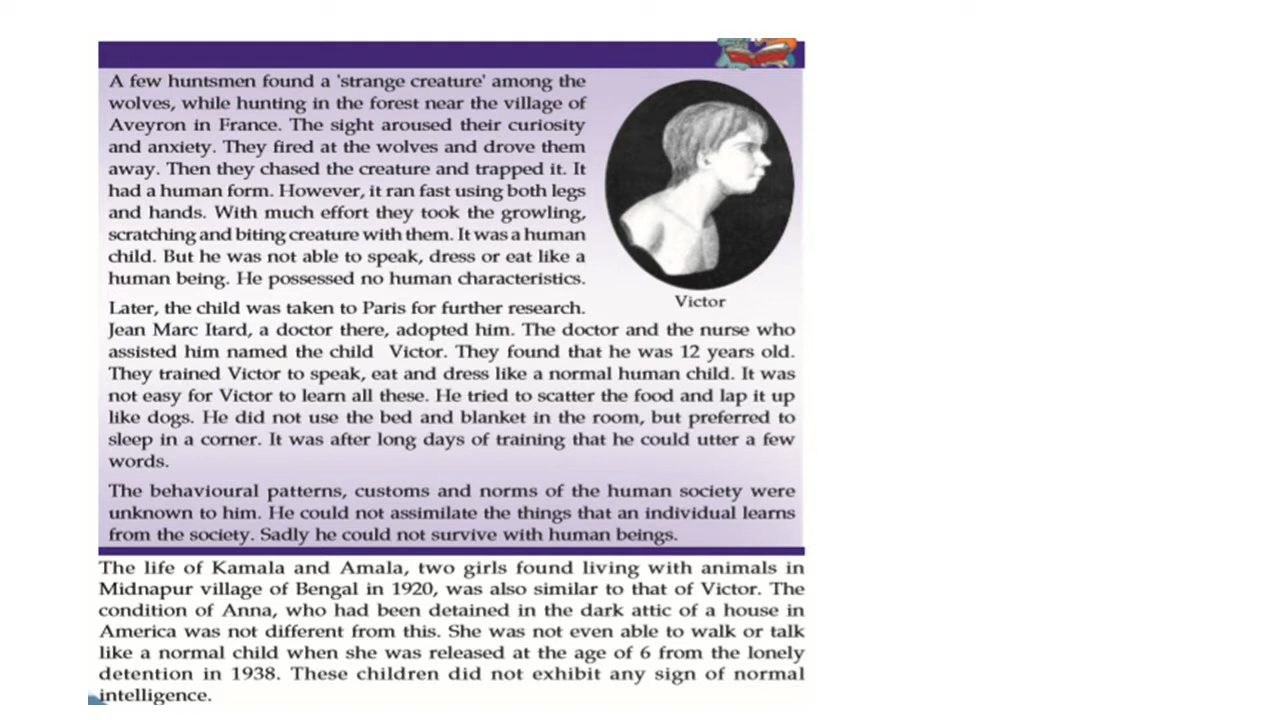 A few huntsmen found a 'strange creature' among the
wolves, while hunting in the forest near the village of
Aveyron in France. The sight aroused their curiosity
and anxiety. They fired at the wolves and drove them
away. Then they chased the creature and trapped it. It
had a human form. However, it ran fast using both legs
and hands. With much effort they took the growling,
scratching and biting creature with them. It was a human
child. But he was not able to speak, dress or eat like a
human being. He possessed no human characteristics.
Victor
Later, the child was taken to Paris for further research.
Jean Marc Itard, a doctor there, adopted him. The doctor and the nurse who
assisted him named the child Victor. They found that he was 12 years old.
They trained Victor to speak, eat and dress like a normal human child. It was
not easy for Victor to learn all these. He tried to scatter the food and lap it up
like dogs. He did not use the bed and blanket in the room, but preferred to
sleep in a corner. It was after long days of training that he could utter a few
words.
The behavioural patterns, customs and norms of the human society were
unknown to him. He could not assimilate the things that an individual learns
from the society. Sadly he could not survive with human beings.
The life of Kamala and Amala, two girls found living with animals in
Midnapur village of Bengal in 1920, was also similar to that of Victor. The
condition of Anna, who had been detained in the dark attic of a house in
America was not different from this. She was not even able to walk or talk
like a normal child when she was released at the age of 6 from the lonely
detention in 1938. These children did not exhibit any sign of normal
intelligence.